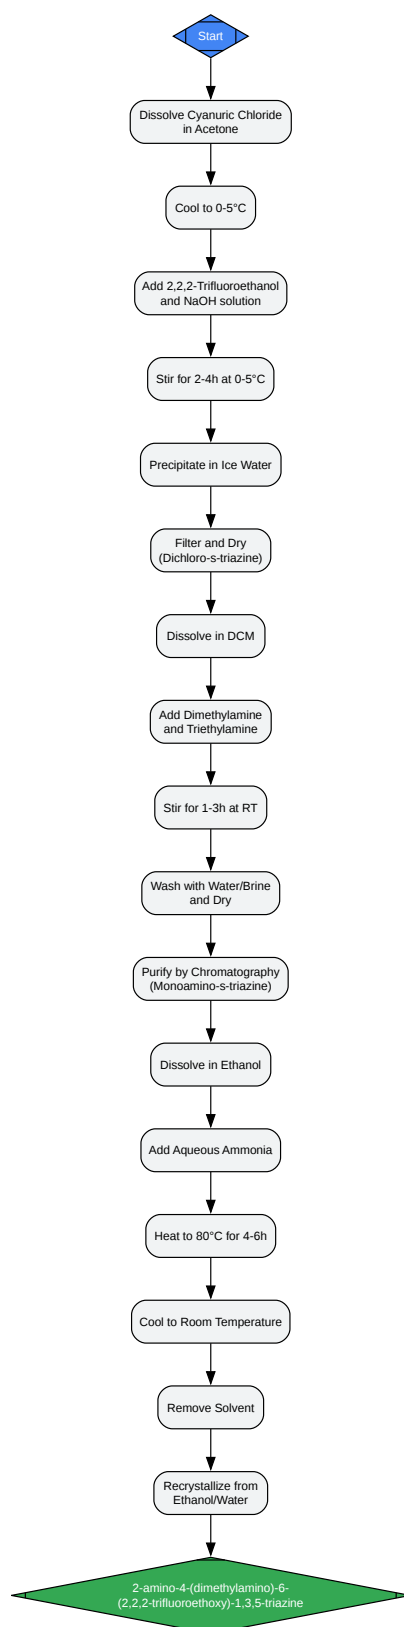 Start
Dissolve Cyanuric Chloride
in Acetone
Cool to 0-5°C
Add 2,2,2-Trifluoroethanol
and NaOH solution
Stir for 2-4h at 0-5°C
Precipitate in Ice Water
Filter and Dry
(Dichloro-s-triazine)
Dissolve in DCM
Add Dimethylamine
and Triethylamine
Stir for 1-3h at RT
Wash with Water/Brine
and Dry
Purify by Chromatography
(Monoamino-s-triazine)
Dissolve in Ethanol
Add Aqueous Ammonia
Heat to 80°C for 4-6h
Cool to Room Temperature
Remove Solvent
Recrystallize from
Ethanol/Water
2-amino-4-(dimethylamino)-6-
(2,2,2-trifluoroethoxy)-1,3,5-triazine